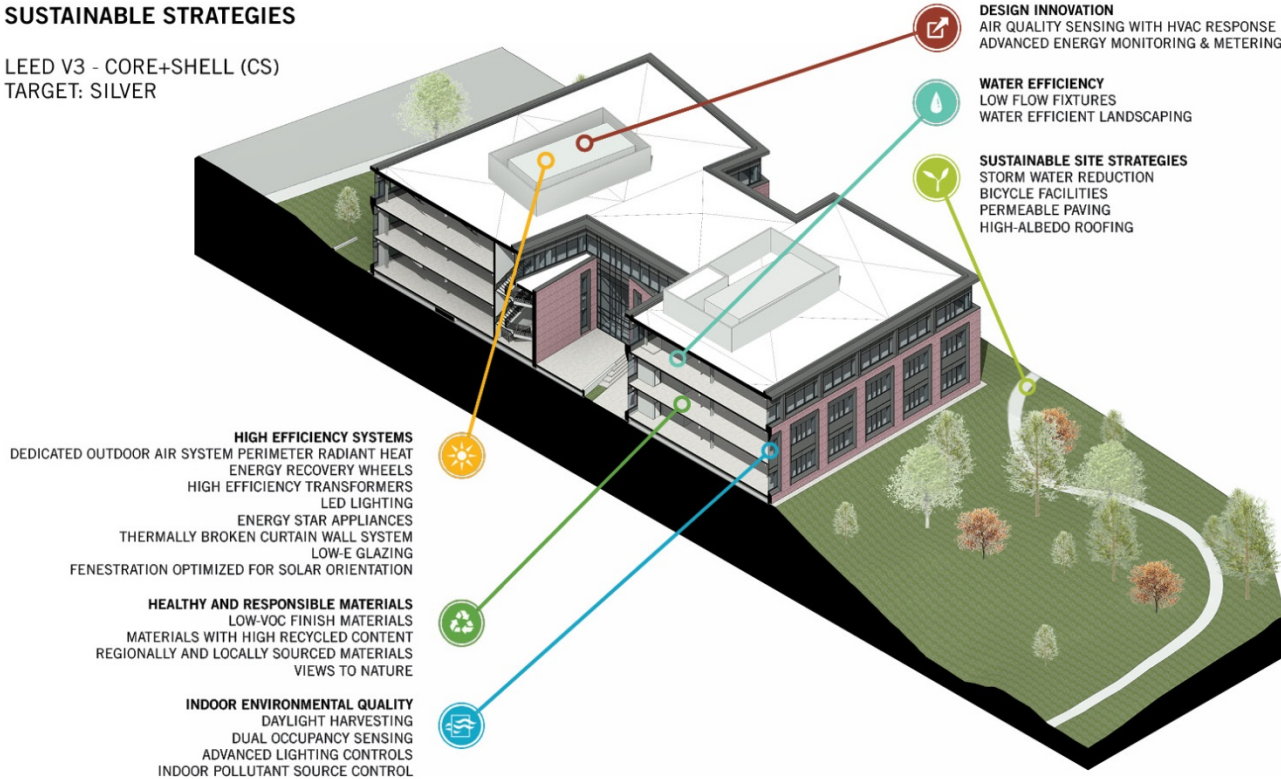 SUSTAINABLE STRATEGIES
LEED V3 - CORE+SHELL (CS)
TARGET: SILVER
DESIGN INNOVATION
AIR QUALITY SENSING WITH HVAC RESPONSE
ADVANCED ENERGY MONITORING & METERING
WATER EFFICIENCY
LOW FLOW FIXTURES
WATER EFFICIENT LANDSCAPING
SUSTAINABLE SITE STRATEGIES
STORM WATER REDUCTION
BICYCLE FACILITIES
PERMEABLE PAVING
HIGH-ALBEDO ROOFING
HIGH EFFICIENCY SYSTEMS
DEDICATED OUTDOOR AIR SYSTEM PERIMETER RADIANT HEAT
ENERGY RECOVERY WHEELS
HIGH EFFICIENCY TRANSFORMERS
LED LIGHTING
ENERGY STAR APPLIANCES
THERMALLY BROKEN CURTAIN WALL SYSTEM
LOW-E GLAZING
FENESTRATION OPTIMIZED FOR SOLAR ORIENTATION
HEALTHY AND RESPONSIBLE MATERIALS
LOW-VOC FINISH MATERIALS
MATERIALS WITH HIGH RECYCLED CONTENT
REGIONALLY AND LOCALLY SOURCED MATERIALS
VIEWS TO NATURE
INDOOR ENVIRONMENTAL QUALITY
DAYLIGHT HARVESTING
DUAL OCCUPANCY SENSING
ADVANCED LIGHTING CONTROLS
INDOOR POLLUTANT SOURCE CONTROL